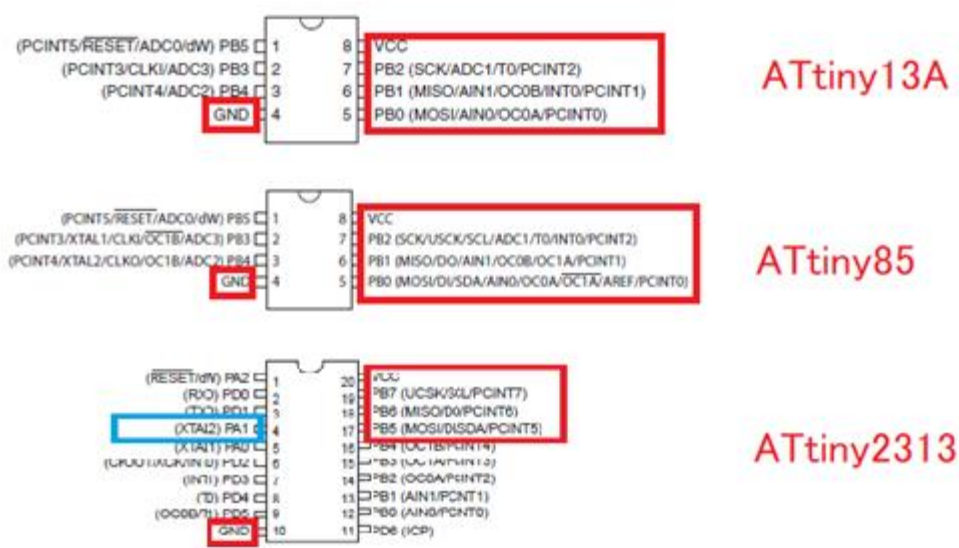 (PCINT5/RESET/ADC0/dW) PB5 1 8 VCC
(PCINT3/CLKI/ADC3) PB3 2 7 PB2 (SCK/ADC1/T0/PCINT2)
(PCINT4/ADC2) PB4 3 6 PB1 (MISO/AIN1/OC0B/INT0/PCINT1)
GND 4 5 PB0 (MOSI/AIN0/OC0A/PCINT0)
ATtiny13A
(PCINT5/RESET/ADC0/dW) PB5 1 8 VCC
(PCINT3/XTAL1/CLKI/OC1B/ADC3) PB3 2 7 PB2 (SCK/USCK/SCL/ADC1/T0/INT0/PCINT2)
(PCINT4/XTAL2/CLKO/OC1B/ADC2) PB4 3 6 PB1 (MISO/DO/AIN1/OC0B/OC1A/PCINT1)
GND 4 5 PB0 (MOSI/DI/SDA/AIN0/OC0A/OC1A/AREF/PCINT0)
ATtiny85
(RESET/dW) PA2 1 20 VCC
(RXD) PD0 2 19 PB7 (UCSK/SCL/PCINT7)
(TXD) PD1 3 18 PB6 (MISO/DO/PCINT6)
(XTAL2) PA1 4 17 PB5 (MOSI/DI/SDA/PCINT5)
(XTAL1) PA0 5 16 PB4 (OC1B/PCINT4)
PD2 6 15 PB3
(INT1) PD3 7 14 PB2 (OC0A/PCINT2)
(T0) PD4 8 13 PB1 (AIN1/PCINT1)
(OC0B/T1) PD5 9 12 PB0 (AIN0/PCINT0)
GND 10 11 PD6 (ICP)
ATtiny2313